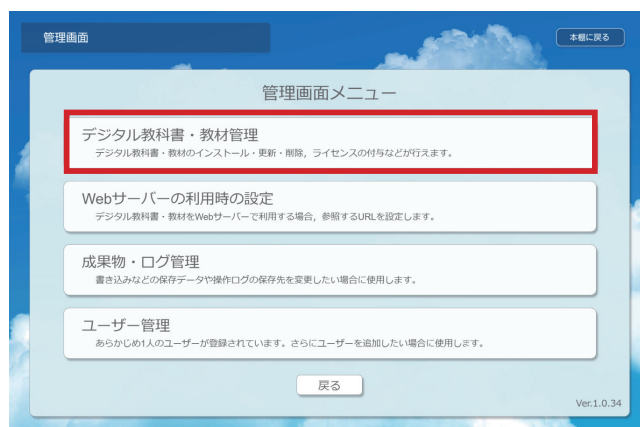 管理画面
本棚に戻る
管理画面メニュー
デジタル教科書・教材管理
デジタル教科書・教材のインストール・更新・削除，ライセンスの付与などが行えます。
Webサーバーの利用時の設定
デジタル教科書・教材をWebサーバーで利用する場合，参照するURLを設定します。
成果物・ログ管理
書き込みなどの保存データや操作ログの保存先を変更したい場合に使用します。
ユーザー管理
あらかじめ1人のユーザーが登録されています。さらにユーザーを追加したい場合に使用します。
戻る
Ver.1.0.34